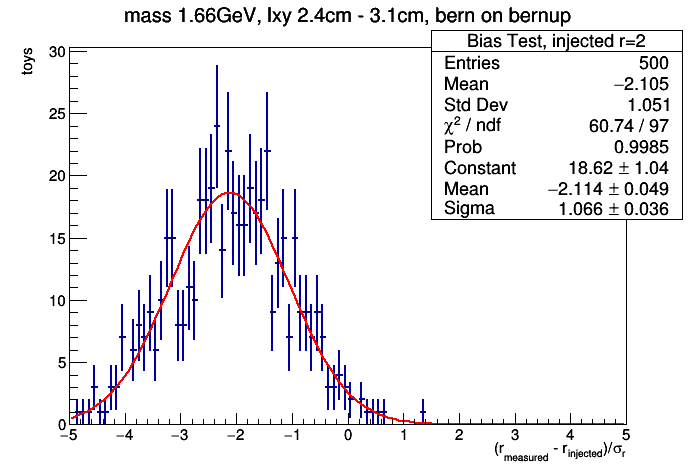 mass 1.66GeV, lxy 2.4cm - 3.1cm, bern on bernup
Bias Test, injected r=2
Entries 500
Mean −2.105
Std Dev 1.051
χ² / ndf 60.74 / 97
Prob 0.9985
Constant 18.62 ± 1.04
Mean −2.114 ± 0.049
Sigma 1.066 ± 0.036
toys
30
25
20
15
10
5
0
−5 −4 −3 −2 −1 0 1 2 3 4 5
(r_measured - r_injected)/σ_r